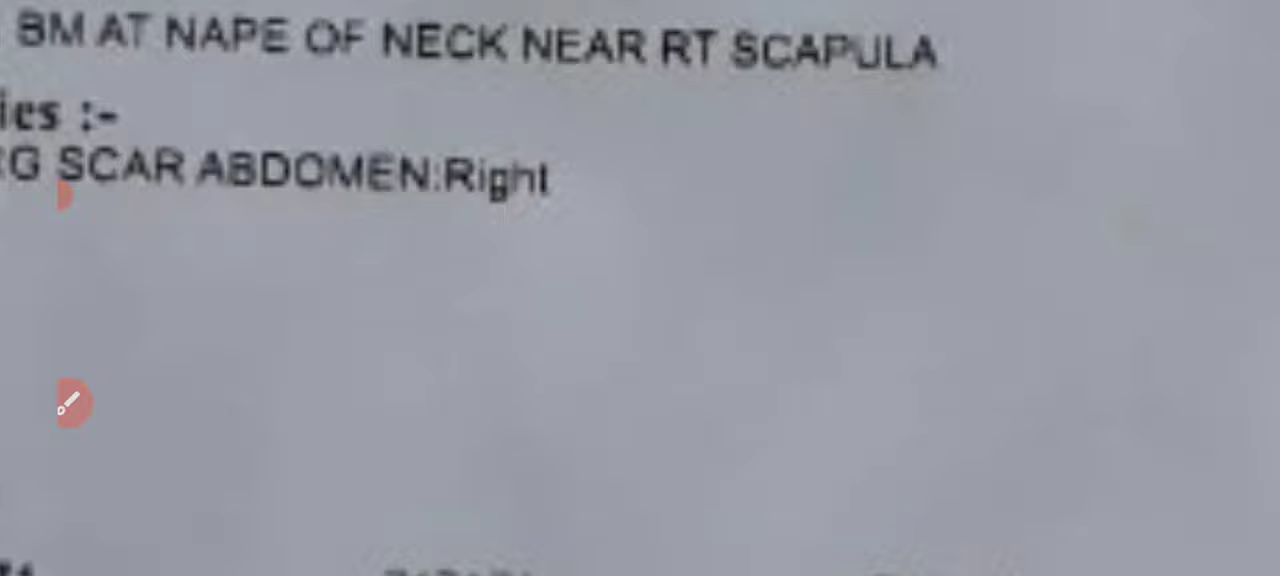 BM AT NAPE OF NECK NEAR RT SCAPULA
ies :-
G SCAR ABDOMEN:Right